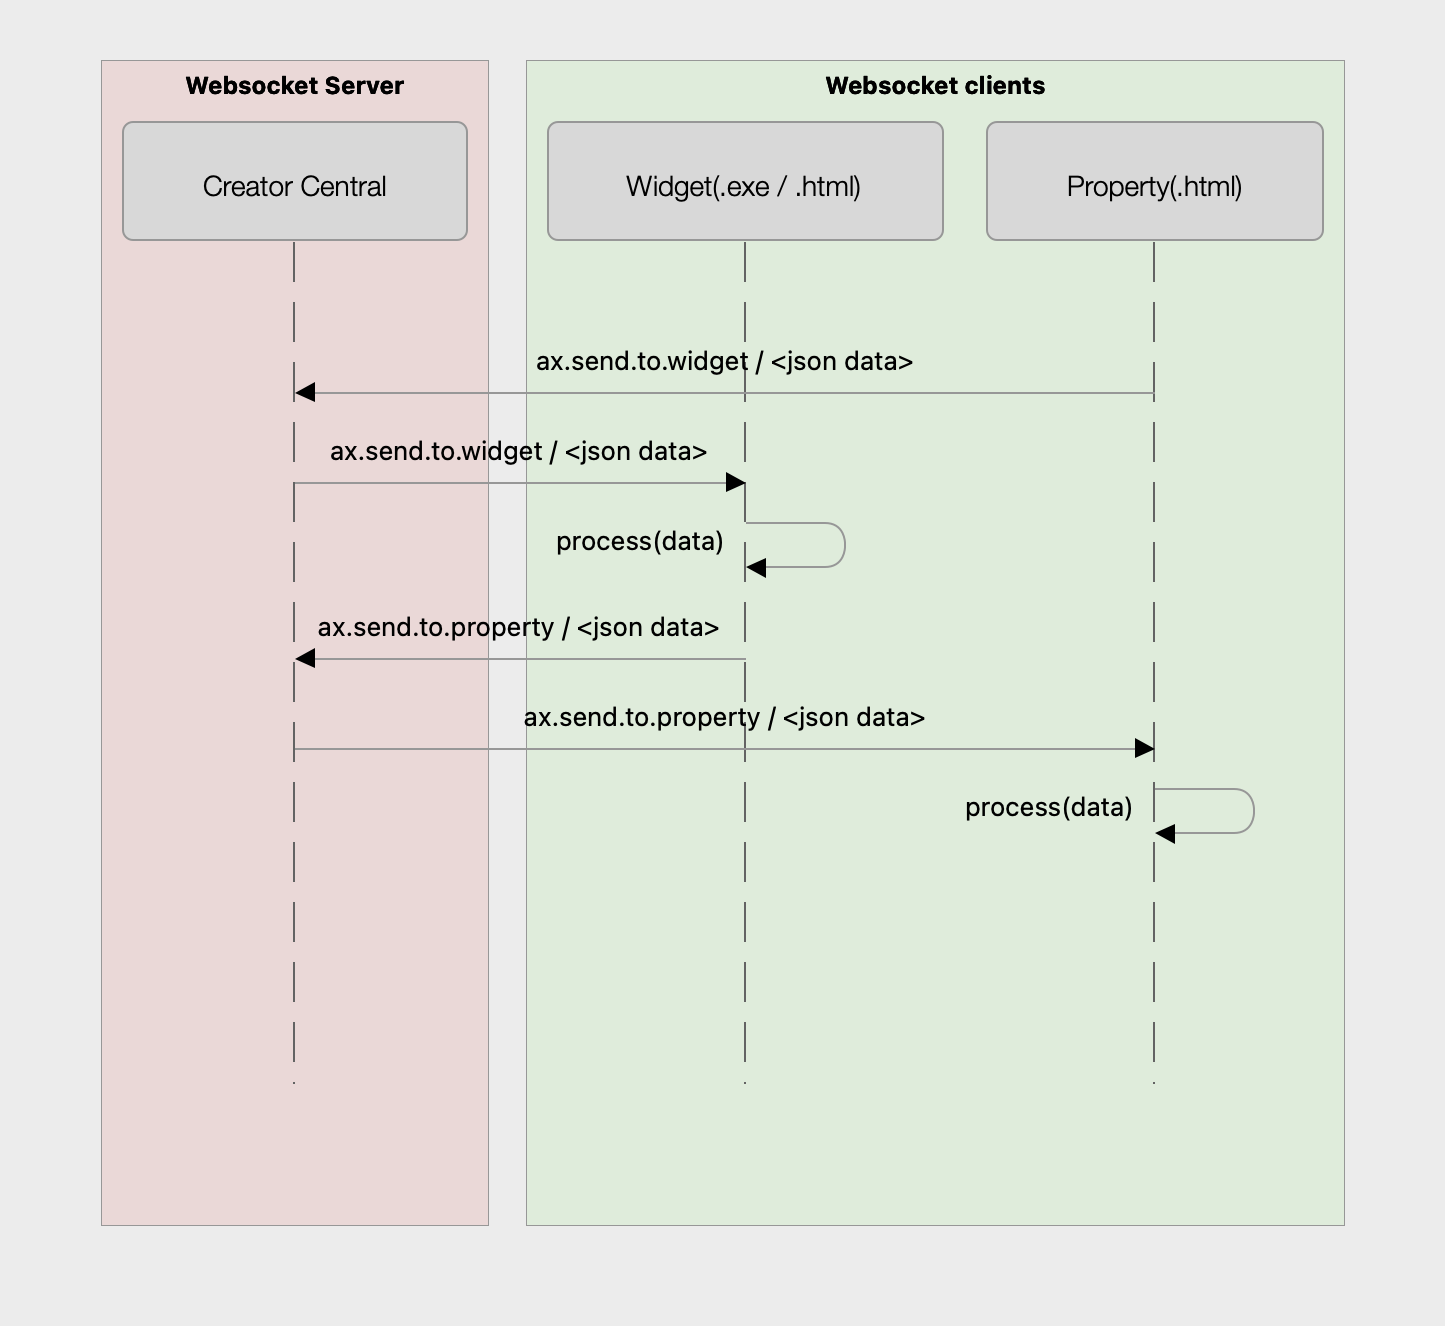 Websocket Server
Websocket clients
Creator Central
Widget(.exe / .html)
Property(.html)
ax.send.to.widget / <json data>
ax.send.to.widget / <json data>
process(data)
ax.send.to.property / <json data>
ax.send.to.property / <json data>
process(data)